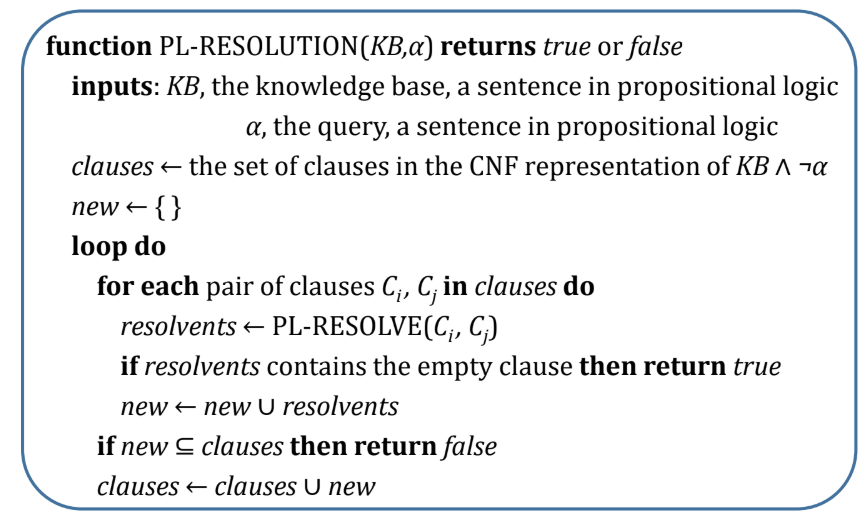 function PL-RESOLUTION(KB,α) returns true or false
inputs: KB, the knowledge base, a sentence in propositional logic
α, the query, a sentence in propositional logic
clauses ← the set of clauses in the CNF representation of KB ∧ ¬α
new ← { }
loop do
for each pair of clauses Cᵢ, Cⱼ in clauses do
resolvents ← PL-RESOLVE(Cᵢ, Cⱼ)
if resolvents contains the empty clause then return true
new ← new ∪ resolvents
if new ⊆ clauses then return false
clauses ← clauses ∪ new